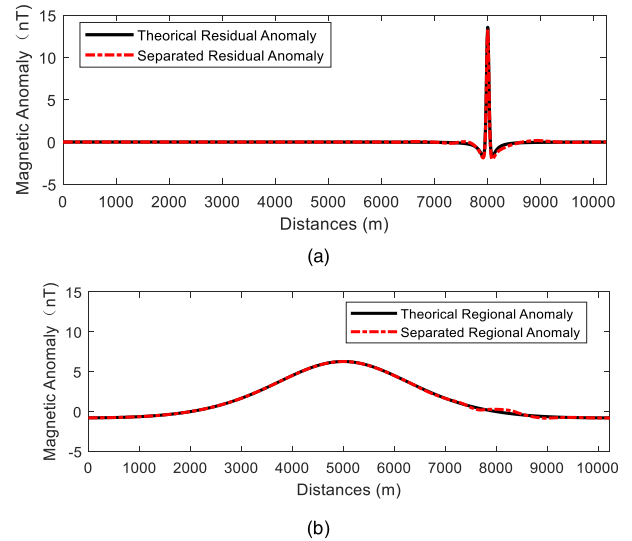 15
10
5
0
-5
Magnetic Anomaly（nT)
Theorical Residual Anomaly
Separated Residual Anomaly
0 1000 2000 3000 4000 5000 6000 7000 8000 9000 10000
Distances (m)
(a)
15
10
5
0
-5
Magnetic Anomaly（nT)
Theorical Regional Anomaly
Separated Regional Anomaly
0 1000 2000 3000 4000 5000 6000 7000 8000 9000 10000
Distances (m)
(b)